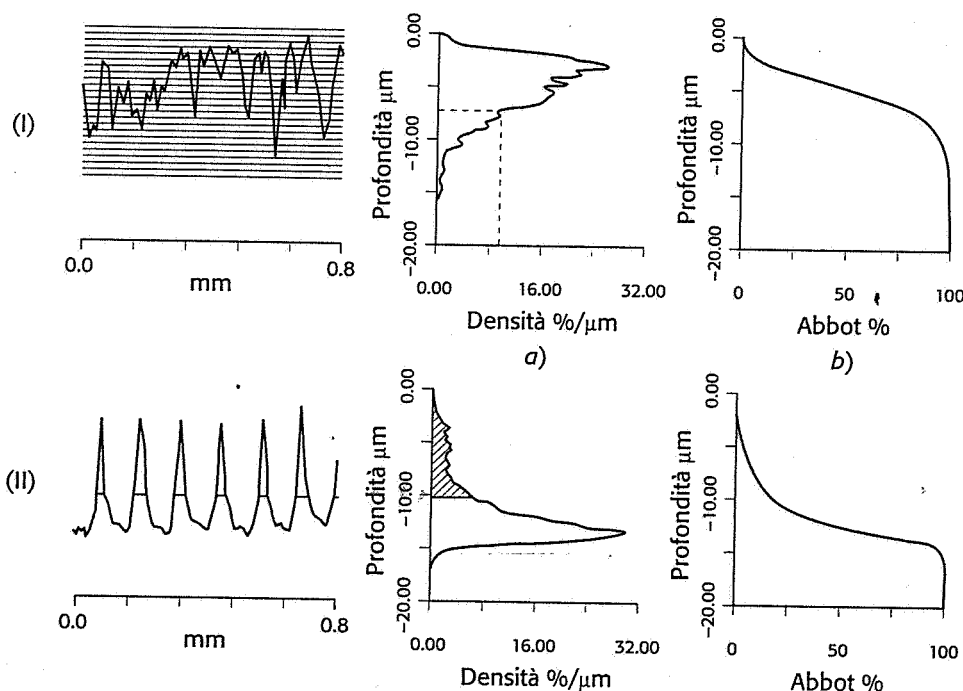 (I)
0.0
0.8
mm
Profondità μm
0.00
−10.00
−20.00
0.00
16.00
32.00
Densità %/μm
a)
Profondità μm
0.00
−10.00
−20.00
0
50
100
Abbot %
b)
(II)
0.0
0.8
mm
Profondità μm
0.00
−10.00
−20.00
0.00
16.00
32.00
Densità %/μm
Profondità μm
0.00
−10.00
−20.00
0
50
100
Abbot %